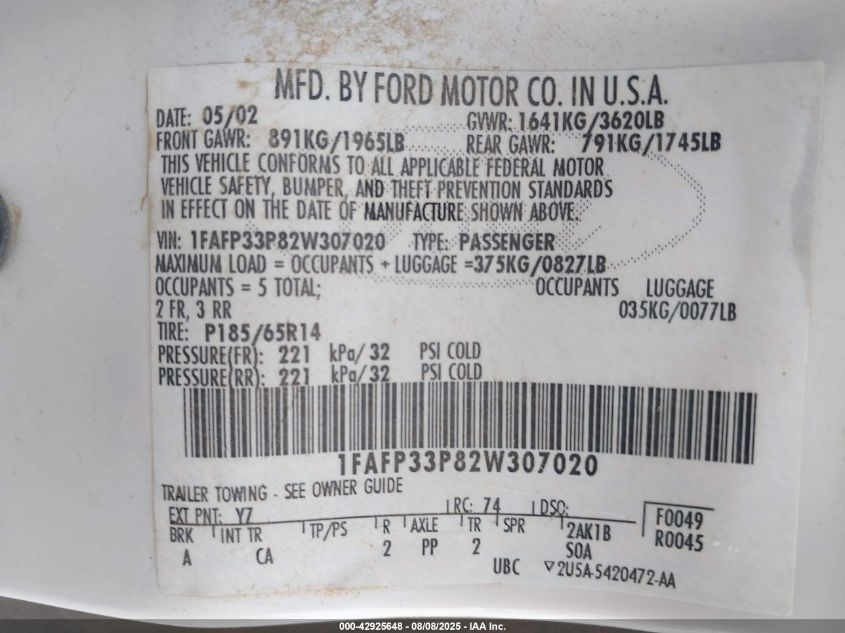 MFD. BY FORD MOTOR CO. IN U.S.A.
DATE: 05/02 GVWR: 1641KG/3620LB
FRONT GAWR: 891KG/1965LB REAR GAWR: 791KG/1745LB
THIS VEHICLE CONFORMS TO ALL APPLICABLE FEDERAL MOTOR
VEHICLE SAFETY, BUMPER, AND THEFT PREVENTION STANDARDS
IN EFFECT ON THE DATE OF MANUFACTURE SHOWN ABOVE.
VIN: 1FAFP33P82W307020 TYPE: PASSENGER
MAXIMUM LOAD = OCCUPANTS + LUGGAGE =375KG/0827LB
OCCUPANTS = 5 TOTAL; OCCUPANTS LUGGAGE
2 FR, 3 RR 035KG/0077LB
TIRE: P185/65R14
PRESSURE(FR): 221 kPa/32 PSI COLD
PRESSURE(RR): 221 kPa/32 PSI COLD
1FAFP33P82W307020
TRAILER TOWING - SEE OWNER GUIDE
EXT PNT: Y7 RC: 74 DSO: F0049
BRK INT TR TP/PS R AXLE TR SPR 2AK1B R0045
A CA 2 PP 2 SOA
UBC 2U5A-5420472-AA
000-42925648 - 08/08/2025 - IAA Inc.